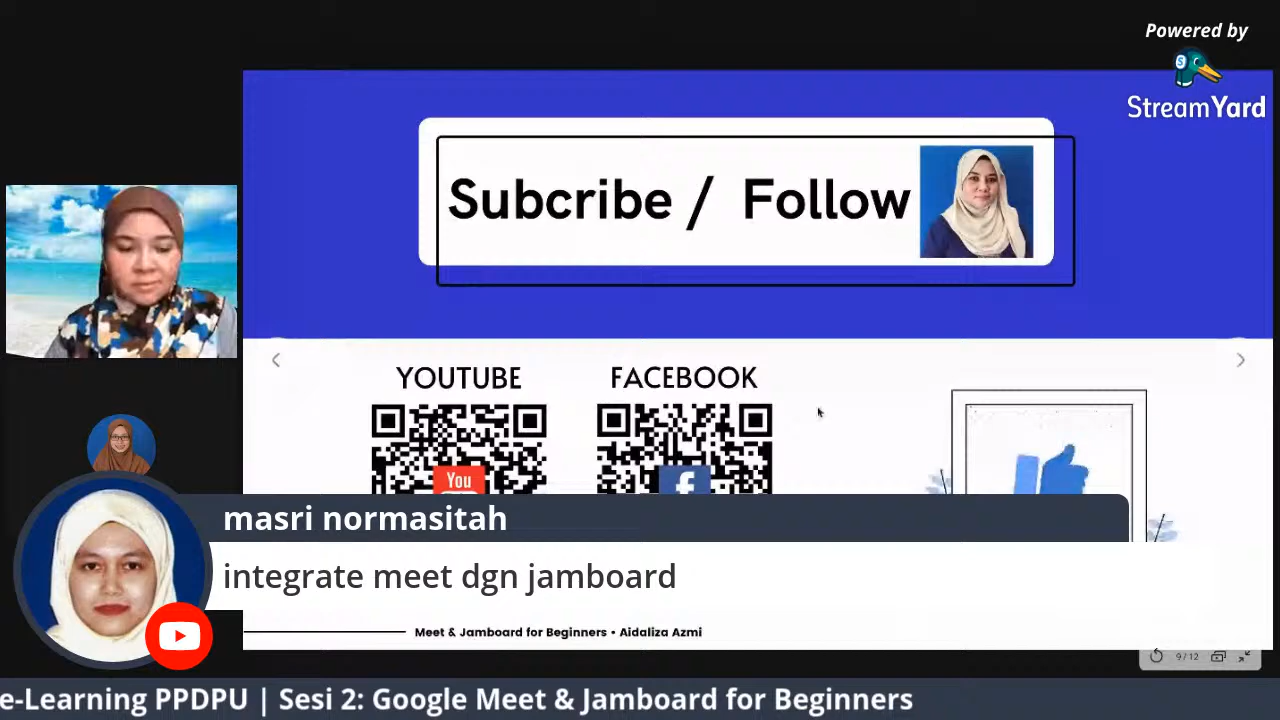 Powered by
StreamYard
Subcribe / Follow
YOUTUBE
FACEBOOK
You
f
masri normasitah
integrate meet dgn jamboard
Meet & Jamboard for Beginners • Aidaliza Azmi
9/12
e-Learning PPDPU | Sesi 2: Google Meet & Jamboard for Beginners